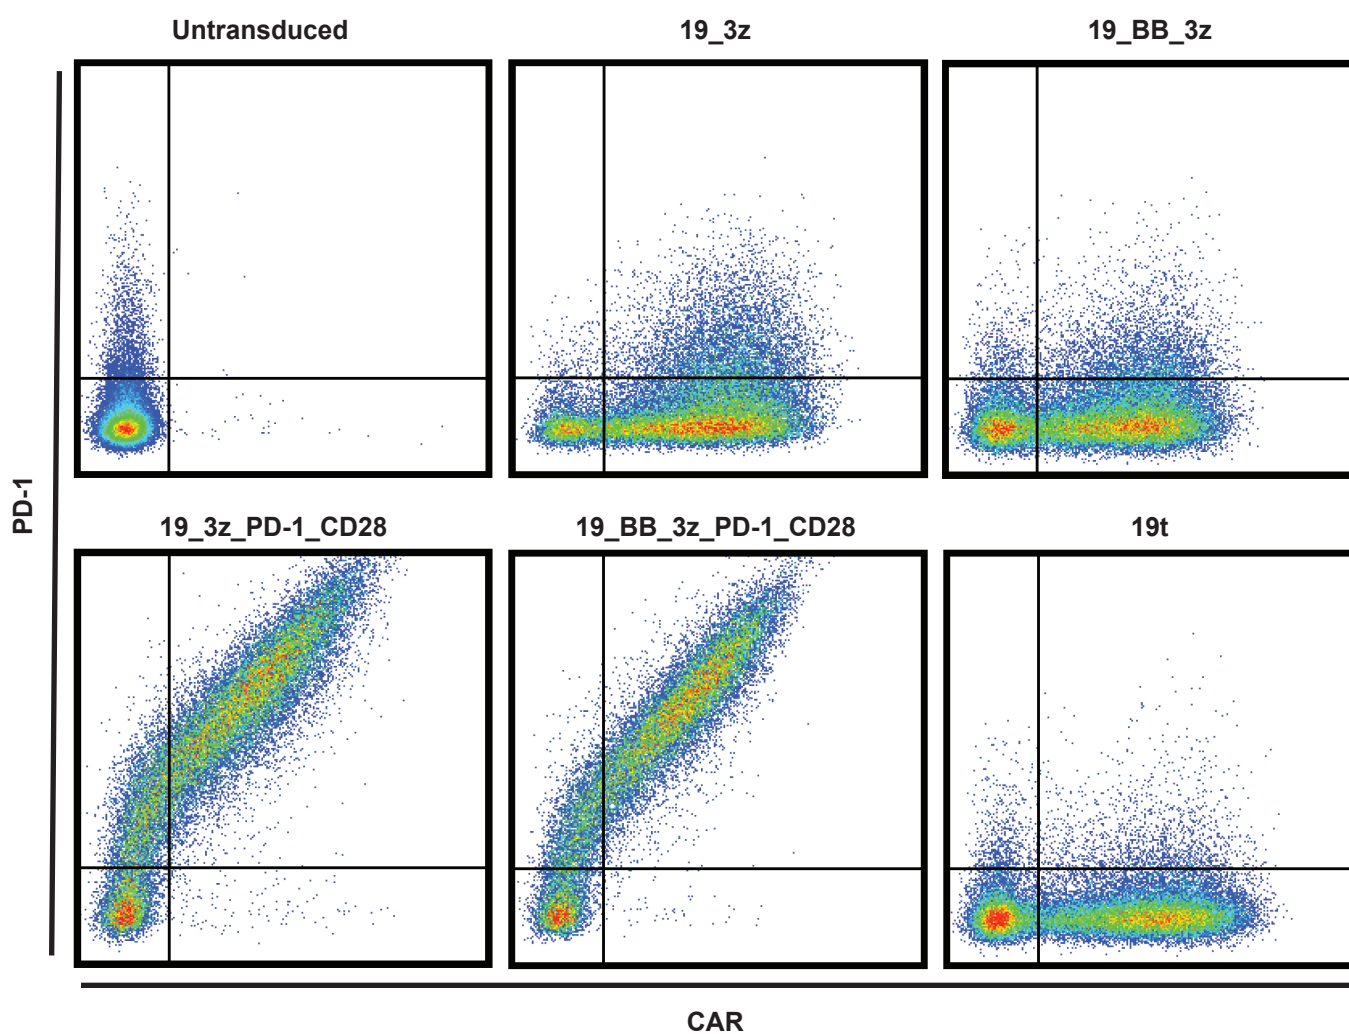 Untransduced
19_3z
19_BB_3z
PD-1
19_3z_PD-1_CD28
19_BB_3z_PD-1_CD28
19t
CAR